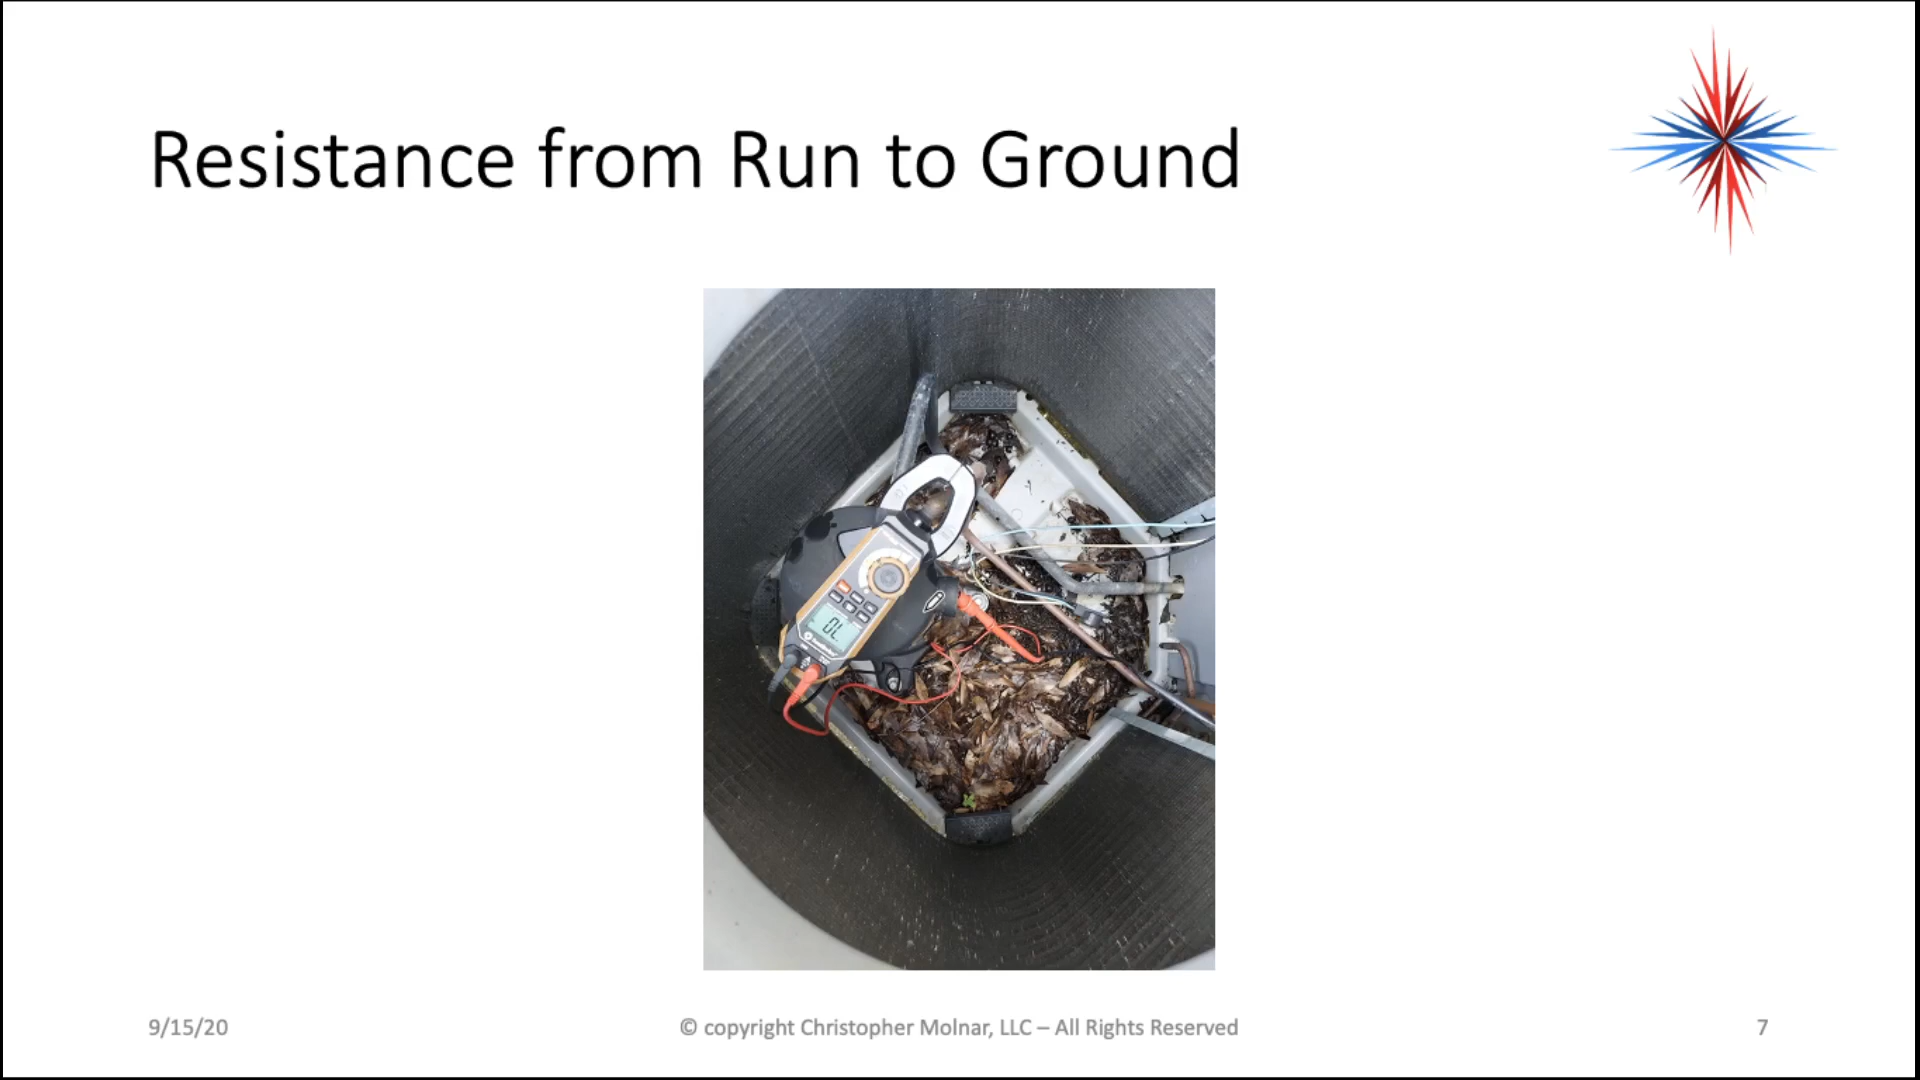 Resistance from Run to Ground
OL
9/15/20
© copyright Christopher Molnar, LLC – All Rights Reserved
7